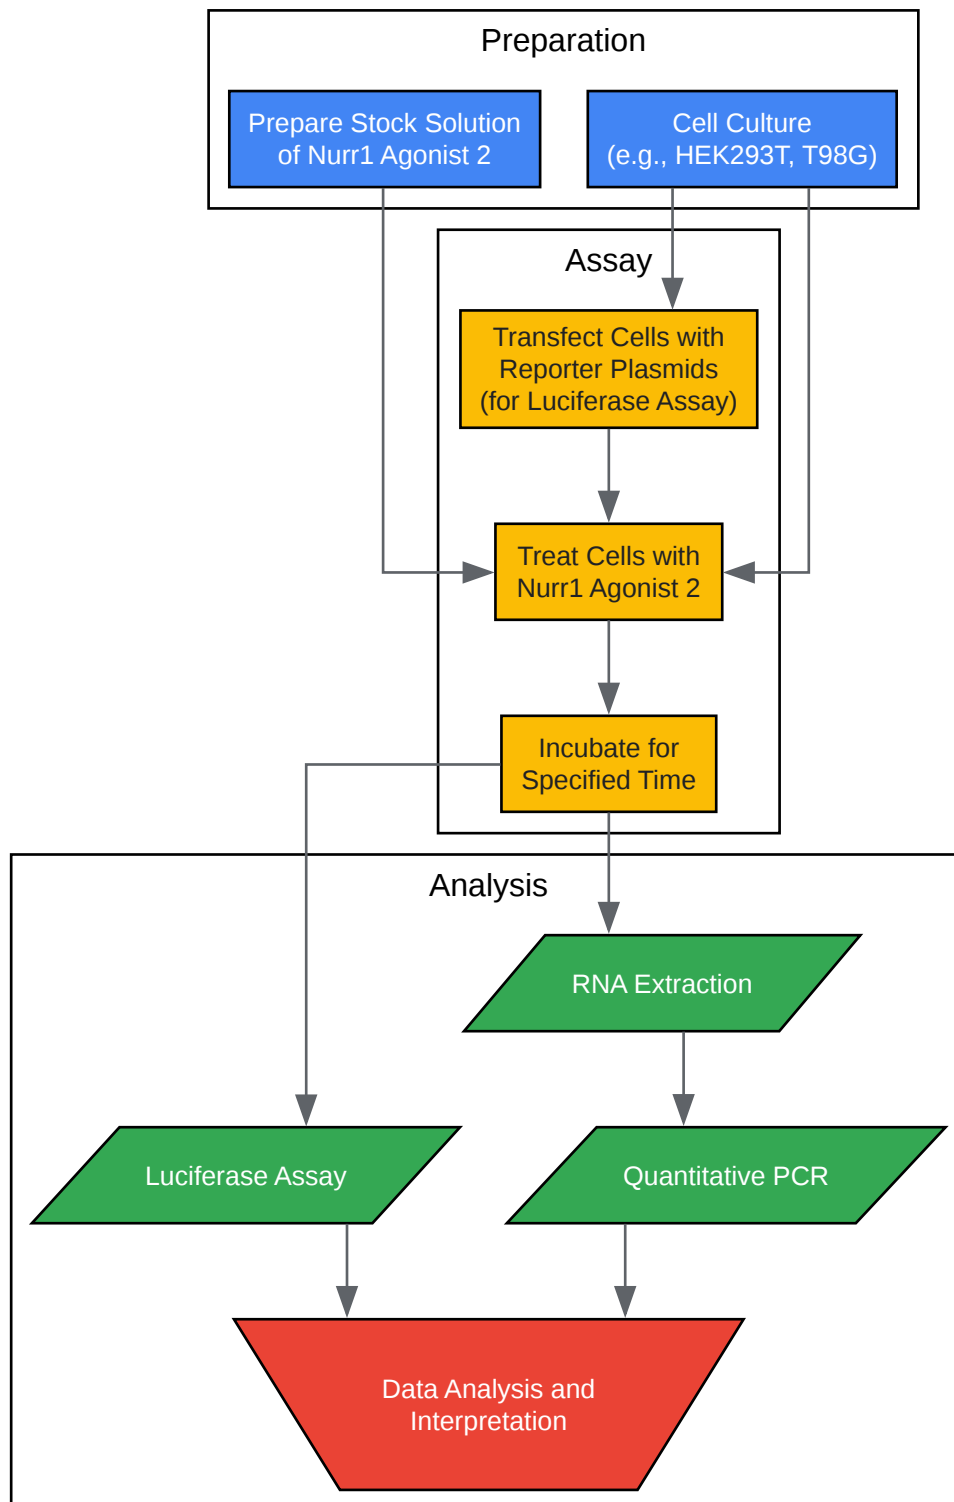 Preparation
Prepare Stock Solution
of Nurr1 Agonist 2
Cell Culture
(e.g., HEK293T, T98G)
Assay
Transfect Cells with
Reporter Plasmids
(for Luciferase Assay)
Treat Cells with
Nurr1 Agonist 2
Incubate for
Specified Time
Analysis
RNA Extraction
Luciferase Assay
Quantitative PCR
Data Analysis and
Interpretation